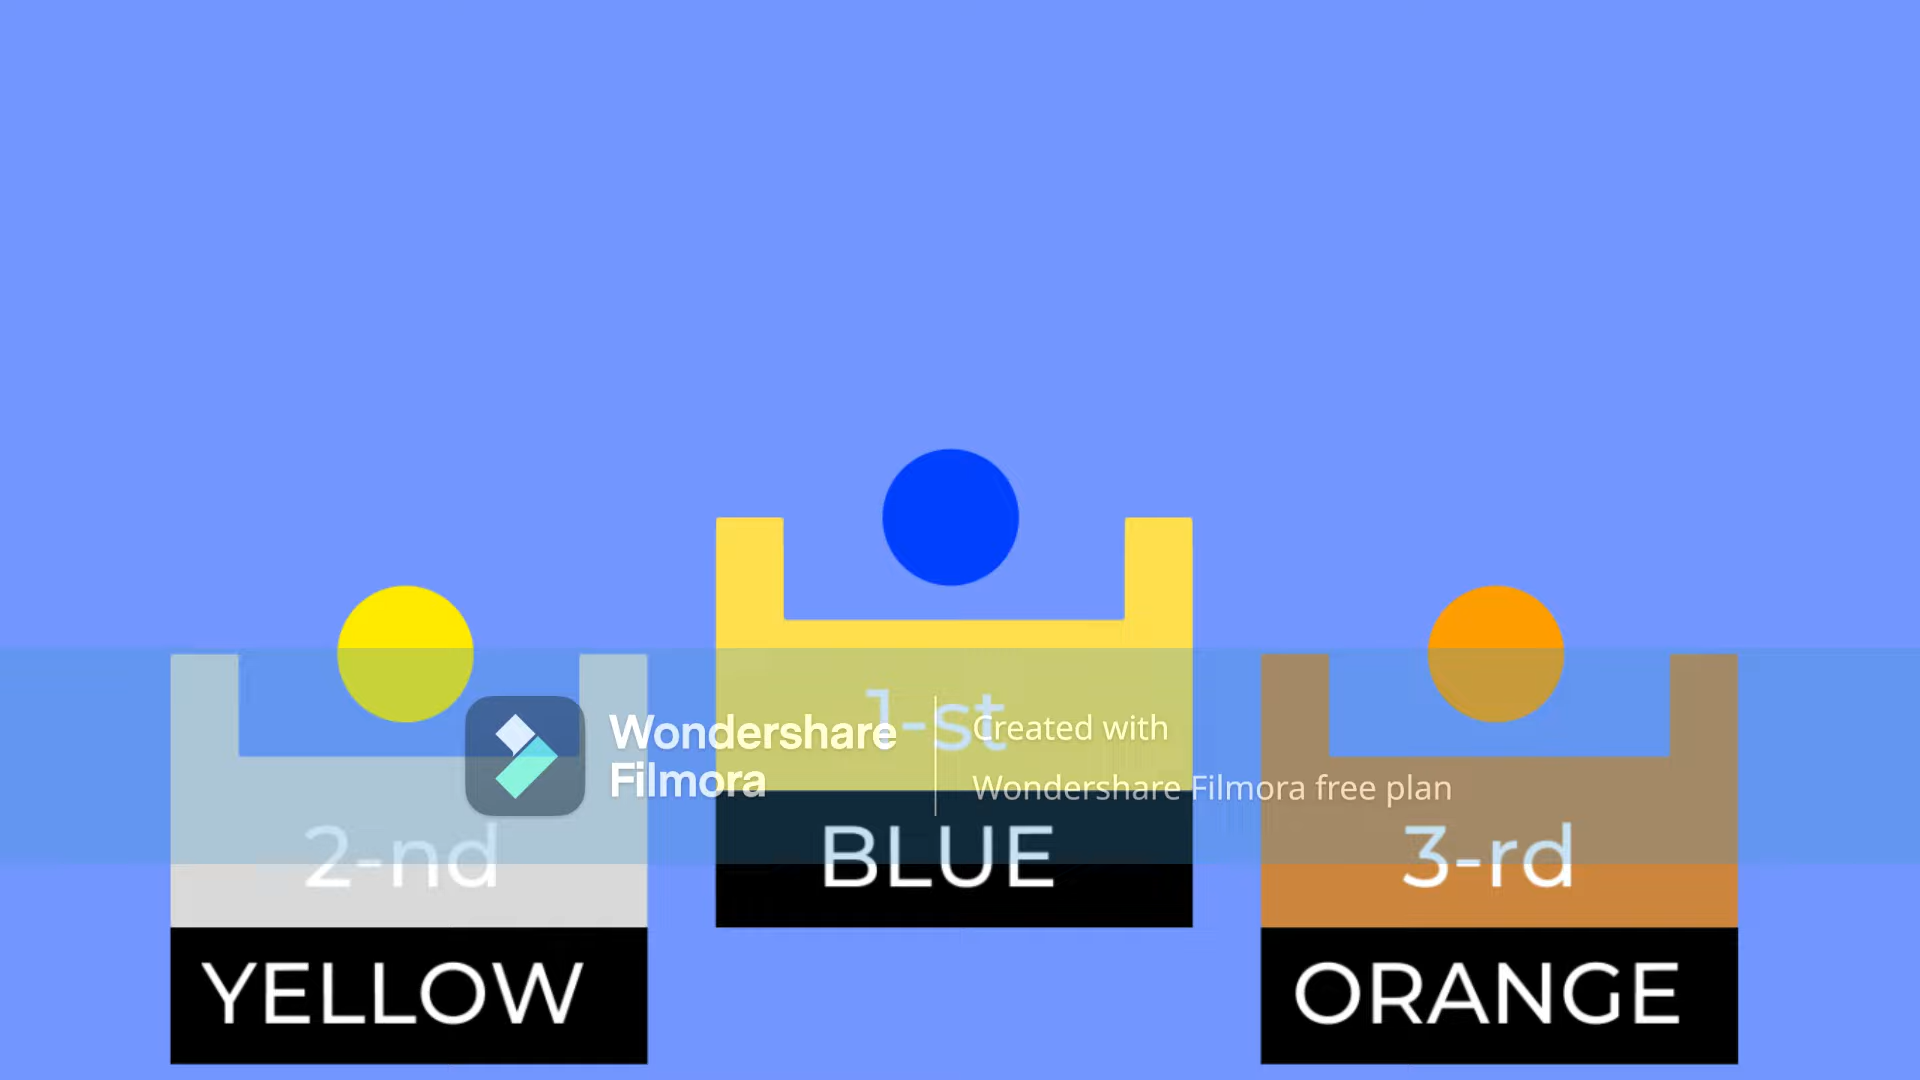 1-st
Wondershare
Filmora
Created with
Wondershare Filmora free plan
2-nd
BLUE
3-rd
YELLOW
ORANGE